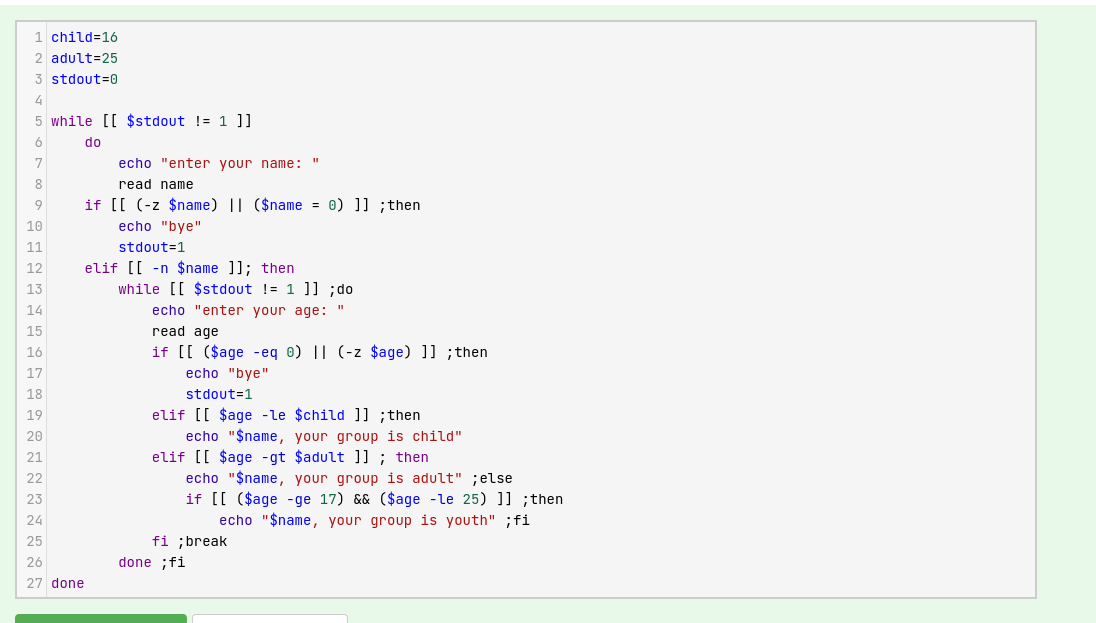 1 child=16
2 adult=25
3 stdout=0
4
5 while [[ $stdout != 1 ]]
6     do
7         echo "enter your name: "
8         read name
9     if [[ (-z $name) || ($name = 0) ]] ;then
10         echo "bye"
11         stdout=1
12     elif [[ -n $name ]]; then
13         while [[ $stdout != 1 ]] ;do
14             echo "enter your age: "
15             read age
16             if [[ ($age -eq 0) || (-z $age) ]] ;then
17                 echo "bye"
18                 stdout=1
19             elif [[ $age -le $child ]] ;then
20                 echo "$name, your group is child"
21             elif [[ $age -gt $adult ]] ; then
22                 echo "$name, your group is adult" ;else
23                 if [[ ($age -ge 17) && ($age -le 25) ]] ;then
24                     echo "$name, your group is youth" ;fi
25             fi ;break
26         done ;fi
27 done